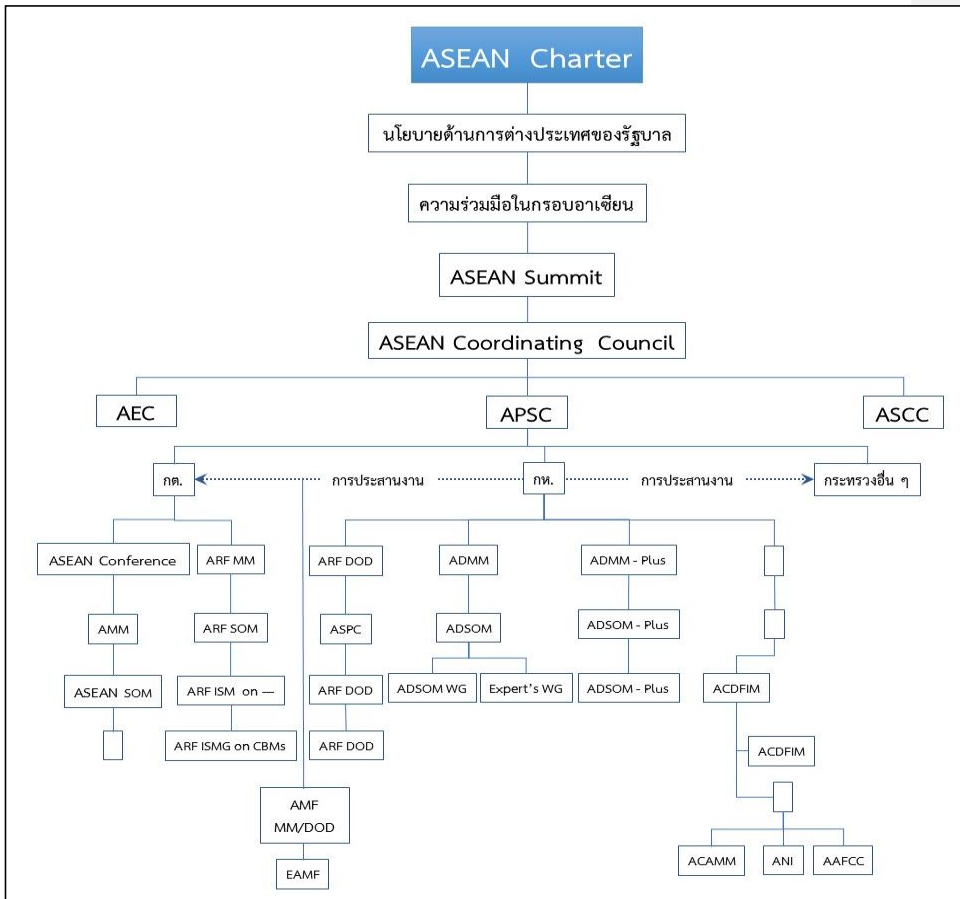 ASEAN Charter
นโยบายด้านการต่างประเทศของรัฐบาล
ความร่วมมือในกรอบอาเซียน
ASEAN Summit
ASEAN Coordinating Council
AEC
APSC
ASCC
กต.
การประสานงาน
กห.
การประสานงาน
กระทรวงอื่น ๆ
ASEAN Conference
ARF MM
ARF DOD
ADMM
ADMM - Plus
AMM
ARF SOM
ASPC
ADSOM
ADSOM - Plus
ASEAN SOM
ARF ISM on —
ARF DOD
ADSOM WG
Expert's WG
ADSOM - Plus
ACDFIM
ARF ISMG on CBMs
ARF DOD
ACDFIM
AMF
MM/DOD
EAMF
ACAMM
ANI
AAFCC